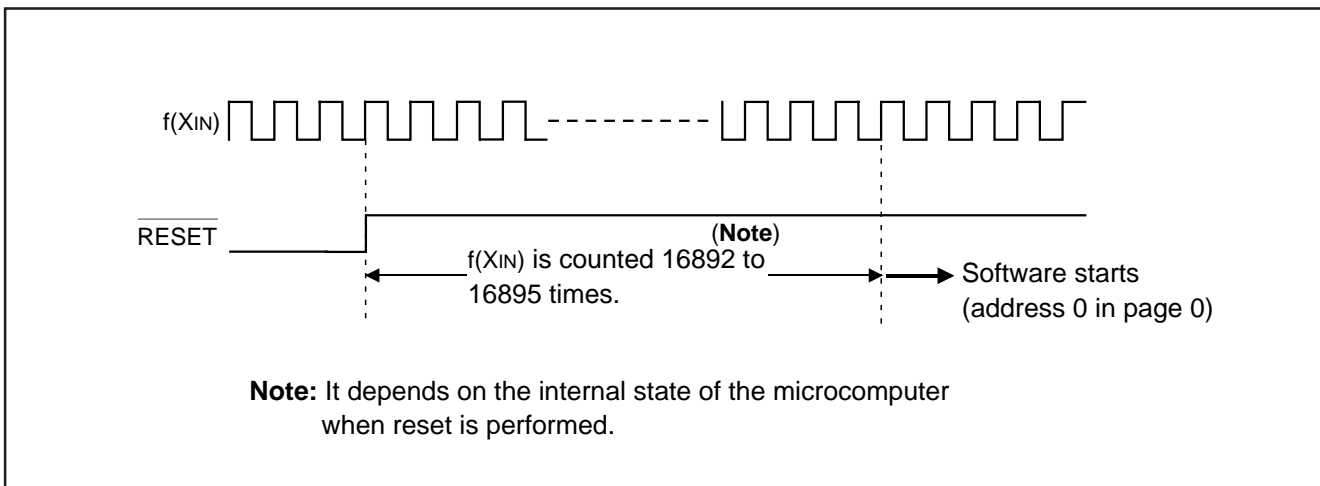 f(XIN)
RESET
(Note)
f(XIN) is counted 16892 to
16895 times.
Software starts
(address 0 in page 0)
Note: It depends on the internal state of the microcomputer
when reset is performed.